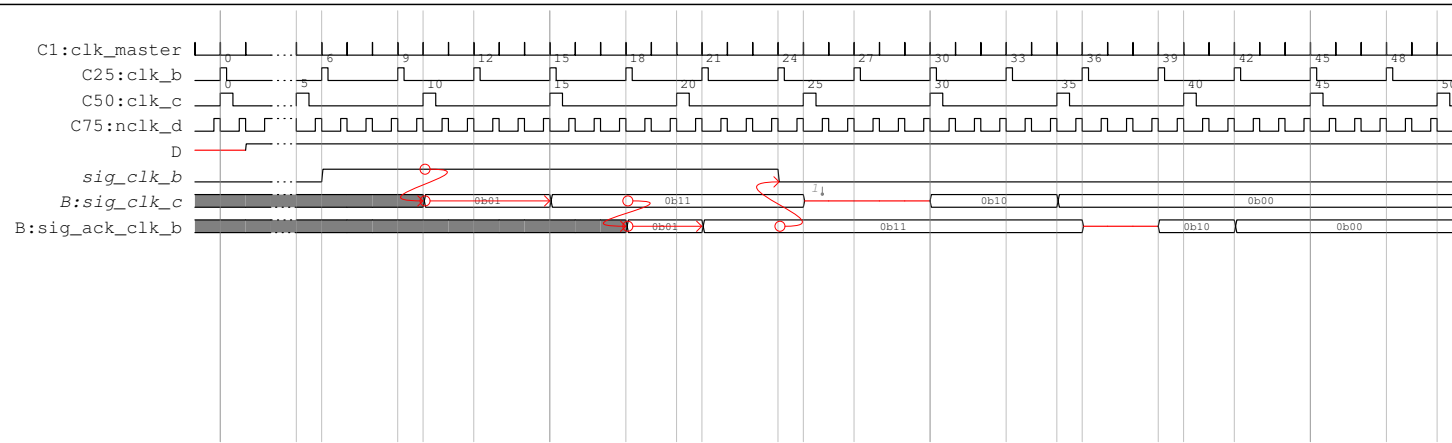 C1:clk_master
0 6 9 12 15 18 21 24 27 30 33 36 39 42 45 48
C25:clk_b
0 5 10 15 20 25 30 35 40 45 50
C50:clk_c
C75:nclk_d
D
sig_clk_b
1↓
B:sig_clk_c 0b01 0b11 0b10 0b00
B:sig_ack_clk_b 0b01 0b11 0b10 0b00